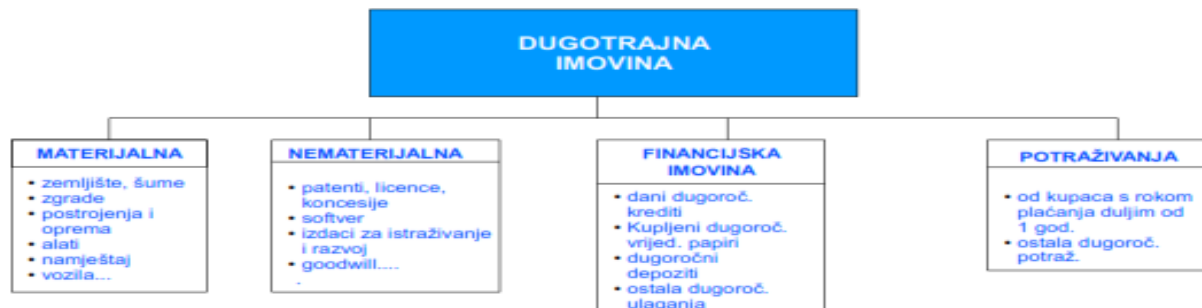 DUGOTRAJNA
IMOVINA
MATERIJALNA
• zemljište, šume
• zgrade
• postrojenja i
oprema
• alati
• namještaj
• vozila...
NEMATERIJALNA
• patenti, licence,
koncesije
• softver
• izdaci za istraživanje
i razvoj
• goodwill....
.
FINANCIJSKA
IMOVINA
• dani dugoroč.
krediti
• Kupljeni dugoroč.
vrijed. papiri
• dugoročni
depoziti
• ostala dugoroč.
ulaganja
POTRAŽIVANJA
• od kupaca s rokom
plaćanja duljim od
1 god.
• ostala dugoroč.
potraž.